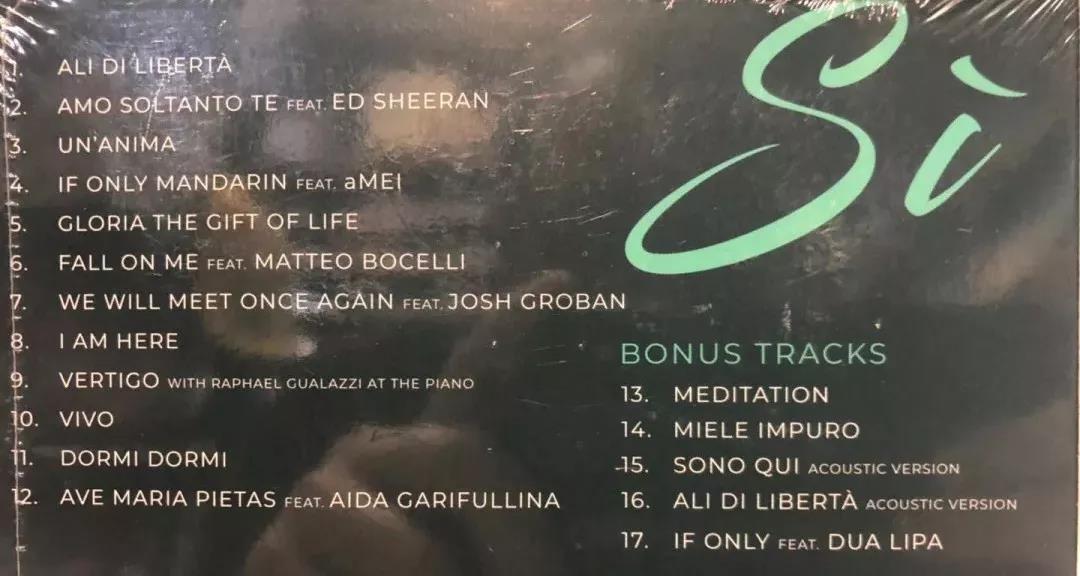 1. ALI DI LIBERTÀ
2. AMO SOLTANTO TE FEAT. ED SHEERAN
3. UN'ANIMA
4. IF ONLY MANDARIN FEAT. aMEI
5. GLORIA THE GIFT OF LIFE
6. FALL ON ME FEAT. MATTEO BOCELLI
7. WE WILL MEET ONCE AGAIN FEAT. JOSH GROBAN
8. I AM HERE
9. VERTIGO WITH RAPHAEL GUALAZZI AT THE PIANO
10. VIVO
11. DORMI DORMI
12. AVE MARIA PIETAS FEAT. AIDA GARIFULLINA
Sì
BONUS TRACKS
13. MEDITATION
14. MIELE IMPURO
15. SONO QUI ACOUSTIC VERSION
16. ALI DI LIBERTÀ ACOUSTIC VERSION
17. IF ONLY FEAT. DUA LIPA